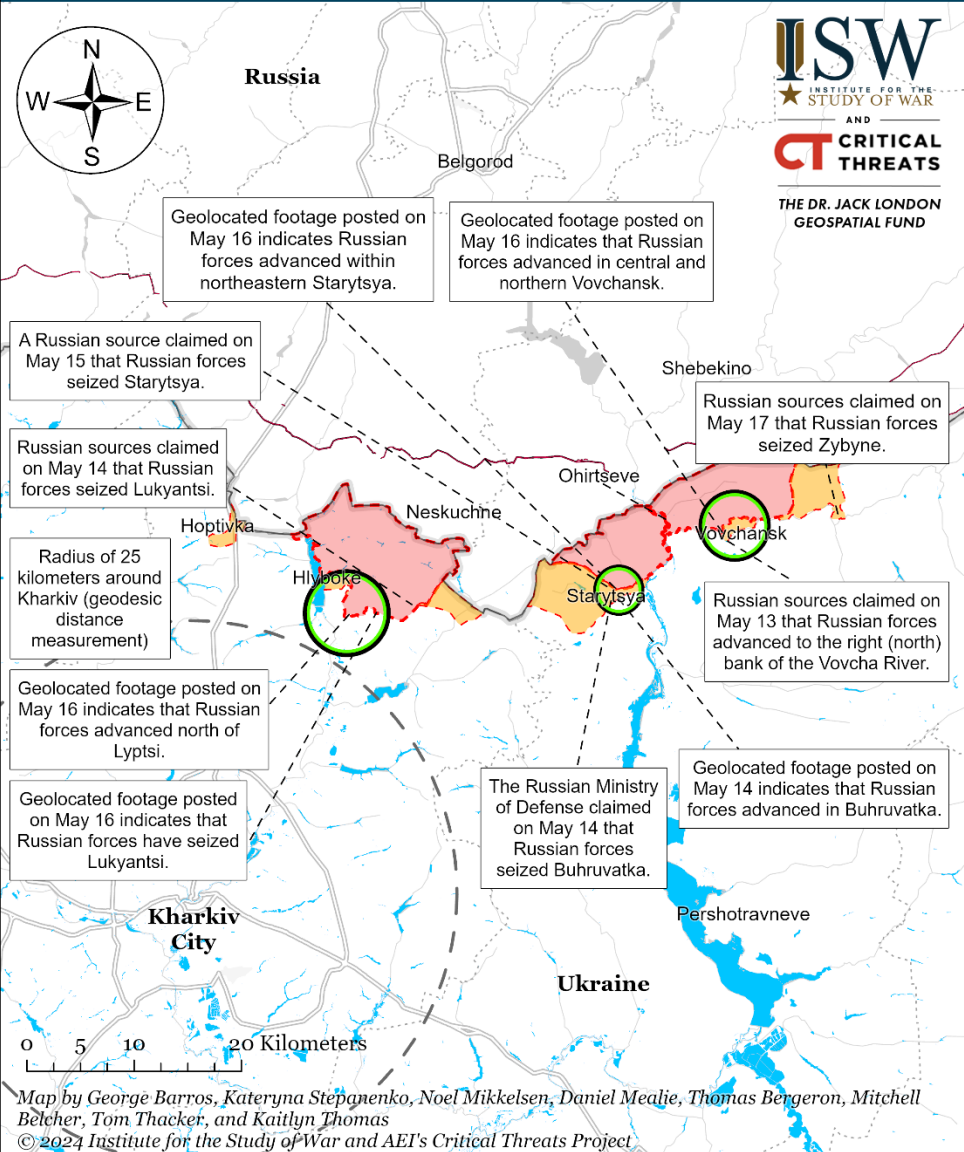 N
W
E
S
Russia
ISW
INSTITUTE FOR THE
STUDY OF WAR
AND
CT CRITICAL
THREATS
THE DR. JACK LONDON
GEOSPATIAL FUND
Belgorod
Geolocated footage posted on
May 16 indicates Russian
forces advanced within
northeastern Starytsya.
Geolocated footage posted on
May 16 indicates that Russian
forces advanced in central and
northern Vovchansk.
A Russian source claimed on
May 15 that Russian forces
seized Starytsya.
Shebekino
Russian sources claimed on
May 17 that Russian forces
seized Zybyne.
Russian sources claimed
on May 14 that Russian
forces seized Lukyantsi.
Ohirtseve
Neskuchne
Hoptivka
Vovchansk
Radius of 25
kilometers around
Kharkiv (geodesic
distance
measurement)
Hlyboke
Starytsya
Russian sources claimed on
May 13 that Russian forces
advanced to the right (north)
bank of the Vovcha River.
Geolocated footage posted on
May 16 indicates that Russian
forces advanced north of
Lyptsi.
Geolocated footage posted
on May 16 indicates that
Russian forces have seized
Lukyantsi.
The Russian Ministry
of Defense claimed
on May 14 that
Russian forces
seized Buhruvatka.
Geolocated footage posted on
May 14 indicates that Russian
forces advanced in Buhruvatka.
Kharkiv
City
Pershotravneve
Ukraine
0 5 10 20 Kilometers
Map by George Barros, Kateryna Stepanenko, Noel Mikkelsen, Daniel Mealie, Thomas Bergeron, Mitchell
Belcher, Tom Thacker, and Kaitlyn Thomas
© 2024 Institute for the Study of War and AEI's Critical Threats Project